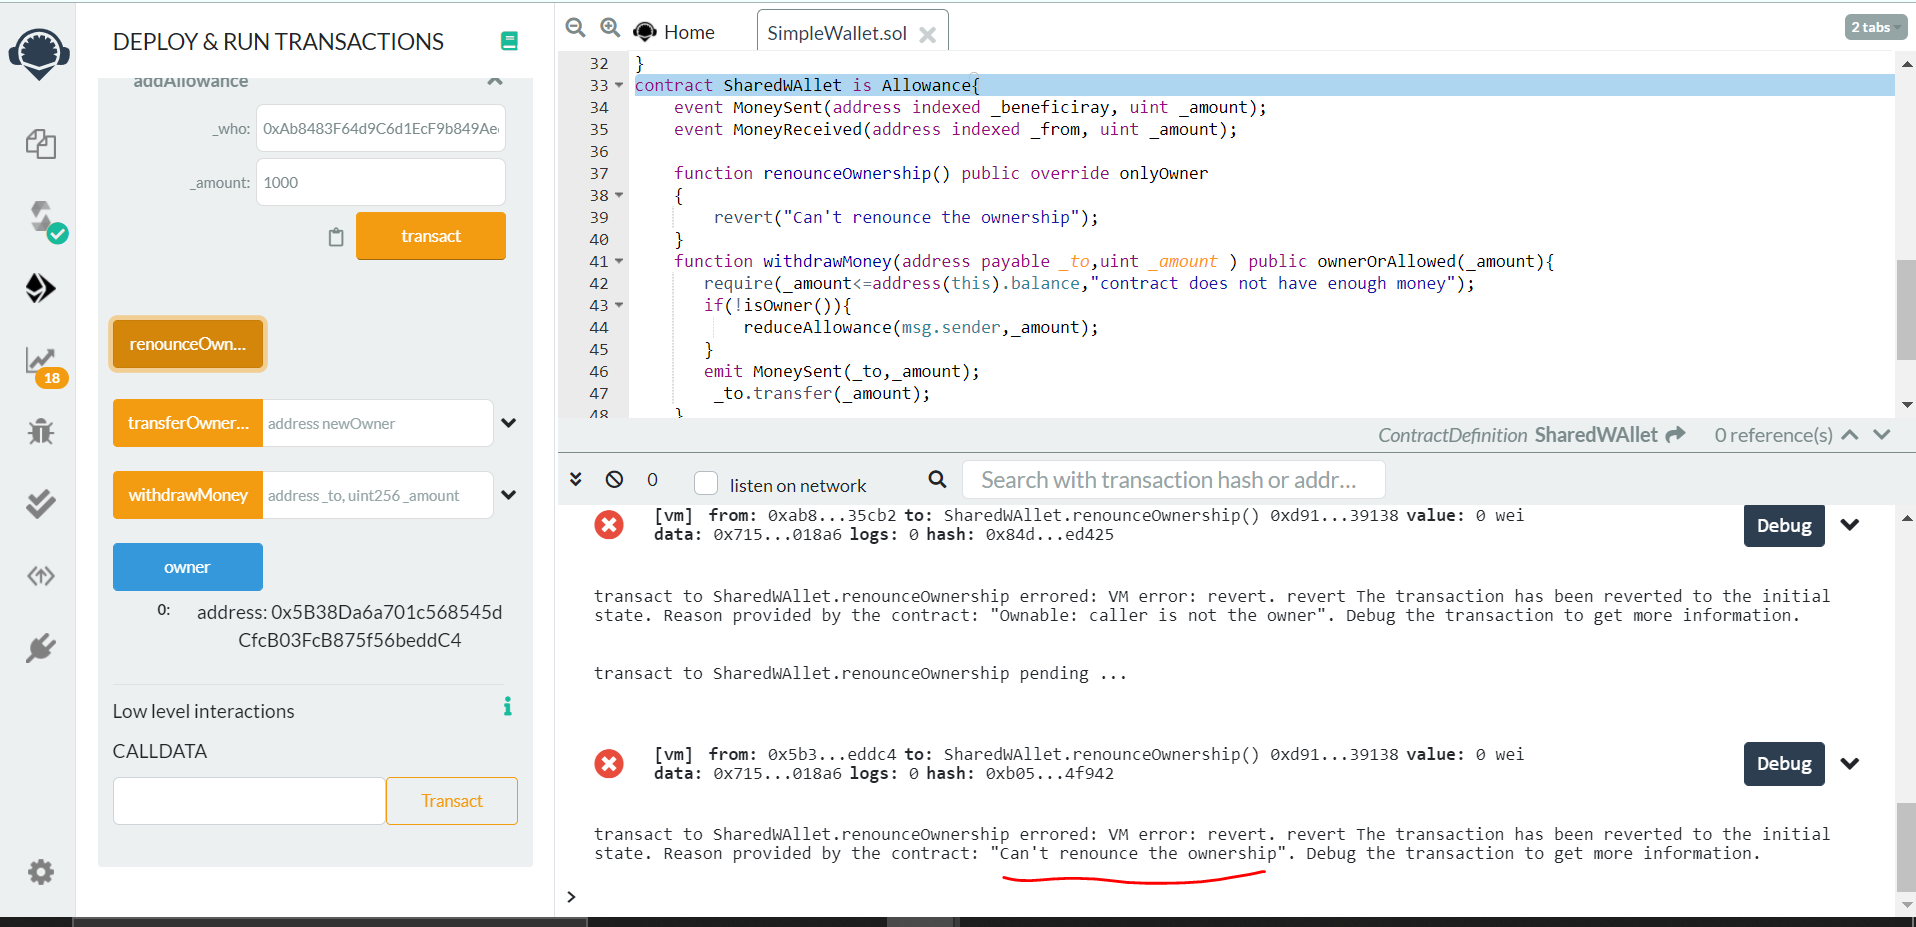 DEPLOY & RUN TRANSACTIONS
addAllowance
_who: 0xAb8483F64d9C6d1EcF9b849Ae
_amount: 1000
transact
renounceOwn...
18
transferOwner... address newOwner
withdrawMoney address _to, uint256 _amount
owner
0: address: 0x5B38Da6a701c568545d
CfcB03FcB875f56beddC4
Low level interactions
i
CALLDATA
Transact
Home
SimpleWallet.sol
2 tabs
32 }
33 contract SharedWAllet is Allowance{
34 event MoneySent(address indexed _beneficiray, uint _amount);
35 event MoneyReceived(address indexed _from, uint _amount);
36
37 function renounceOwnership() public override onlyOwner
38 {
39 revert("Can't renounce the ownership");
40 }
41 function withdrawMoney(address payable _to,uint _amount ) public ownerOrAllowed(_amount){
42 require(_amount<=address(this).balance,"contract does not have enough money");
43 if(!isOwner()){
44 reduceAllowance(msg.sender,_amount);
45 }
46 emit MoneySent(_to,_amount);
47 _to.transfer(_amount);
48 }
ContractDefinition SharedWAllet 0 reference(s)
0 listen on network Search with transaction hash or addr...
[vm] from: 0xab8...35cb2 to: SharedWAllet.renounceOwnership() 0xd91...39138 value: 0 wei
data: 0x715...018a6 logs: 0 hash: 0x84d...ed425
Debug
transact to SharedWAllet.renounceOwnership errored: VM error: revert. revert The transaction has been reverted to the initial
state. Reason provided by the contract: "Ownable: caller is not the owner". Debug the transaction to get more information.
transact to SharedWAllet.renounceOwnership pending ...
[vm] from: 0x5b3...eddc4 to: SharedWAllet.renounceOwnership() 0xd91...39138 value: 0 wei
data: 0x715...018a6 logs: 0 hash: 0xb05...4f942
Debug
transact to SharedWAllet.renounceOwnership errored: VM error: revert. revert The transaction has been reverted to the initial
state. Reason provided by the contract: "Can't renounce the ownership". Debug the transaction to get more information.
>